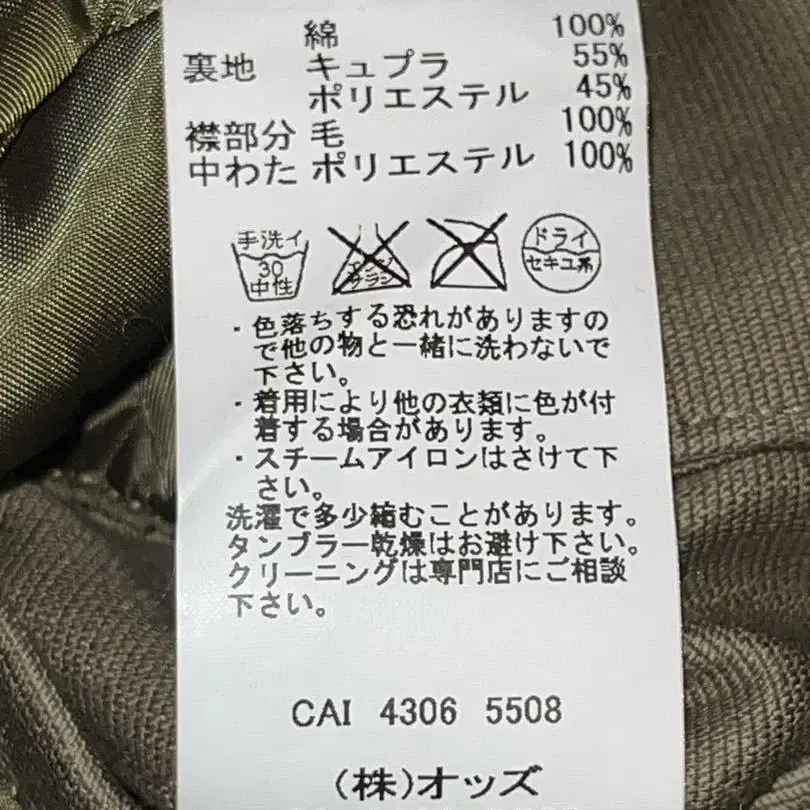 綿 100%
裏地 キュプラ 55%
ポリエステル 45%
襟部分 毛 100%
中わた ポリエステル 100%
手洗イ 30 中性
エンソ サラシ
ドライ セキユ系
・色落ちする恐れがありますの
で他の物と一緒に洗わないで
下さい。
・着用により他の衣類に色が付
着する場合があります。
・スチームアイロンはさけて下
さい。
洗濯で多少縮むことがあります。
タンブラー乾燥はお避け下さい。
クリーニングは専門店にご相談
下さい。
CAI 4306 5508
(株)オッズ